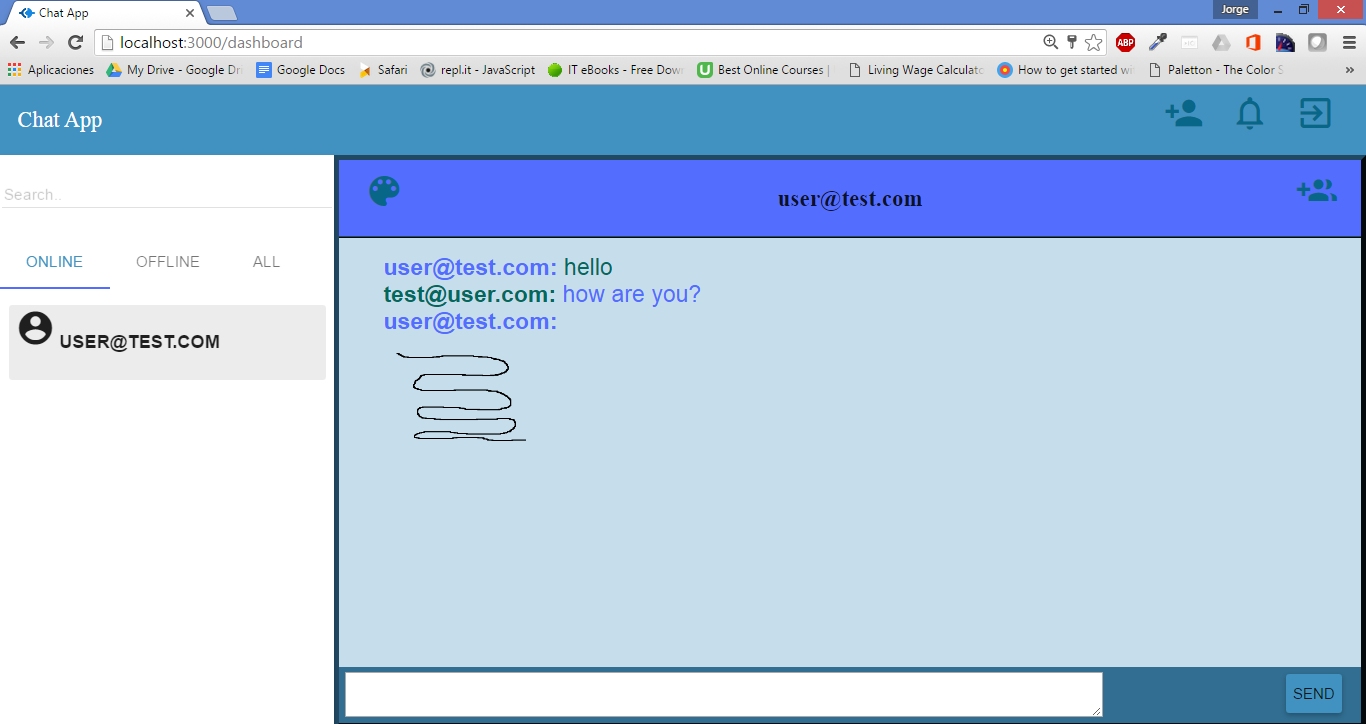 Chat App
Jorge
localhost:3000/dashboard
ABP
Aplicaciones
My Drive - Google Dri
Google Docs
Safari
repl.it - JavaScript
IT eBooks - Free Down
Best Online Courses |
Living Wage Calculato
How to get started wi
Paletton - The Color S
»
Chat App
Search..
ONLINE
OFFLINE
ALL
USER@TEST.COM
user@test.com
user@test.com: hello
test@user.com: how are you?
user@test.com:
SEND